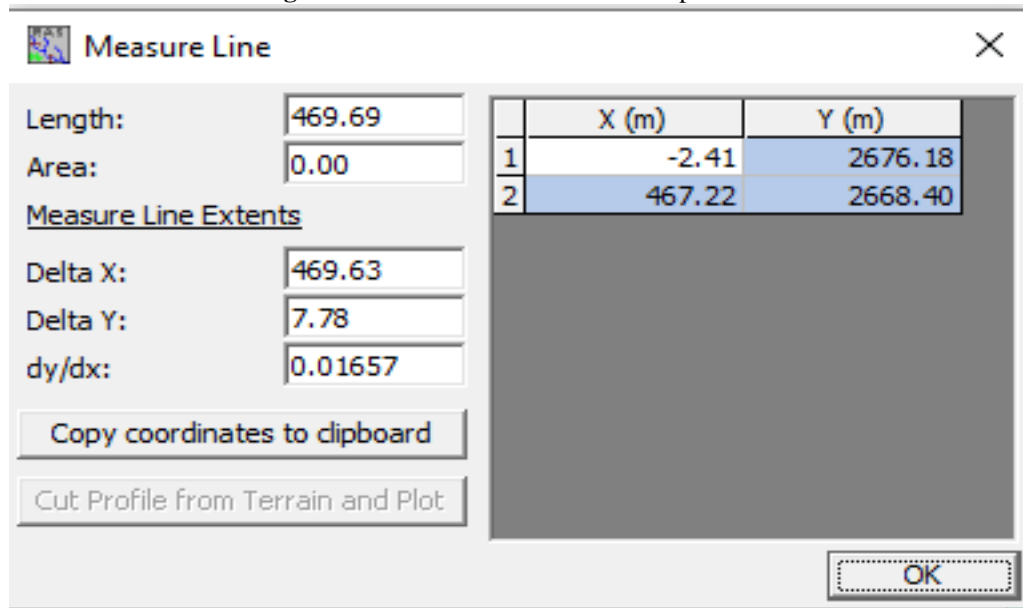 Measure Line
Length: 469.69
Area: 0.00
Measure Line Extents
Delta X: 469.63
Delta Y: 7.78
dy/dx: 0.01657
Copy coordinates to clipboard
Cut Profile from Terrain and Plot
X (m) Y (m)
1 -2.41 2676.18
2 467.22 2668.40
OK